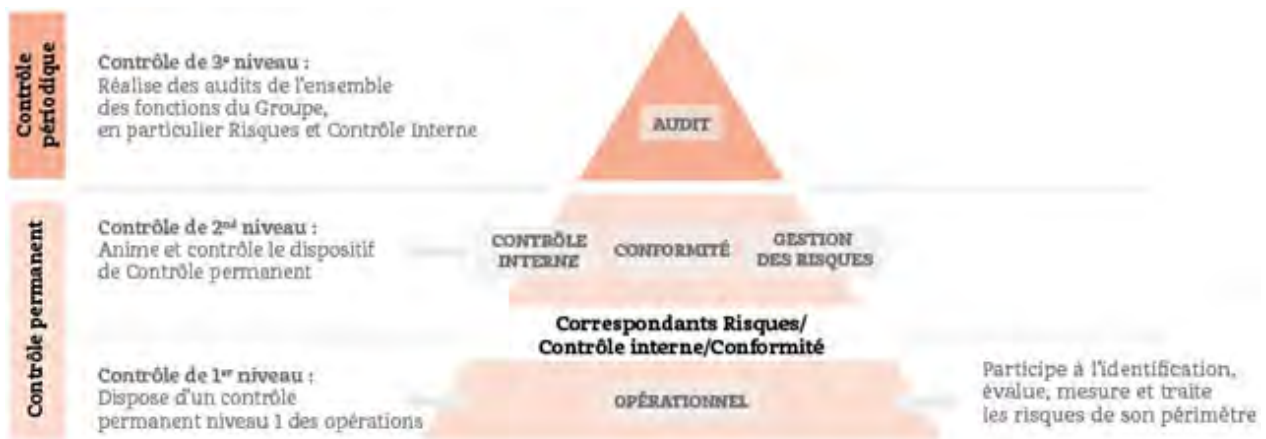 Contrôle
périodique
Contrôle de 3e niveau :
Réalise des audits de l'ensemble
des fonctions du Groupe,
en particulier Risques et Contrôle Interne
AUDIT
Contrôle permanent
Contrôle de 2nd niveau :
Anime et contrôle le dispositif
de Contrôle permanent
CONTRÔLE
INTERNE
CONFORMITÉ
GESTION
DES RISQUES
Correspondants Risques/
Contrôle interne/Conformité
Contrôle de 1er niveau :
Dispose d'un contrôle
permanent niveau 1 des opérations
OPÉRATIONNEL
Participe à l'identification,
évalue, mesure et traite
les risques de son périmètre